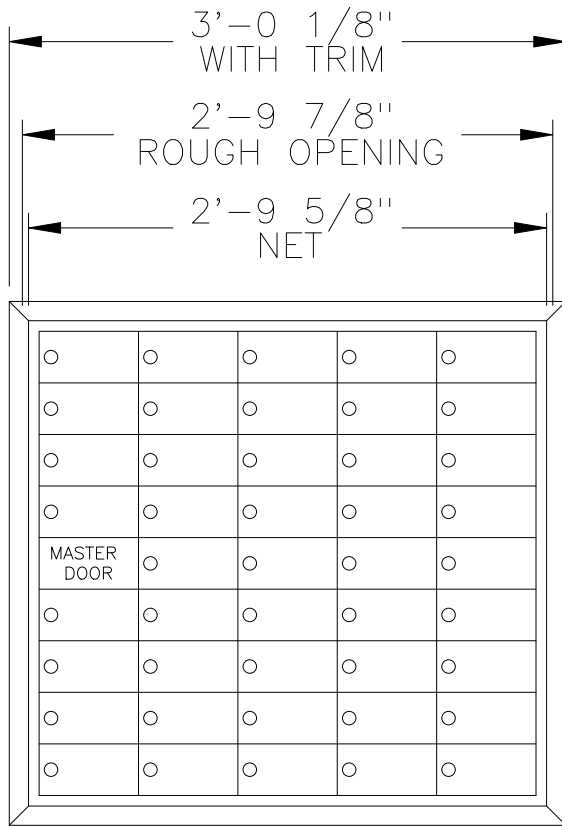 3'-0 1/8"
WITH TRIM
2'-9 7/8"
ROUGH OPENING
2'-9 5/8"
NET
MASTER
DOOR